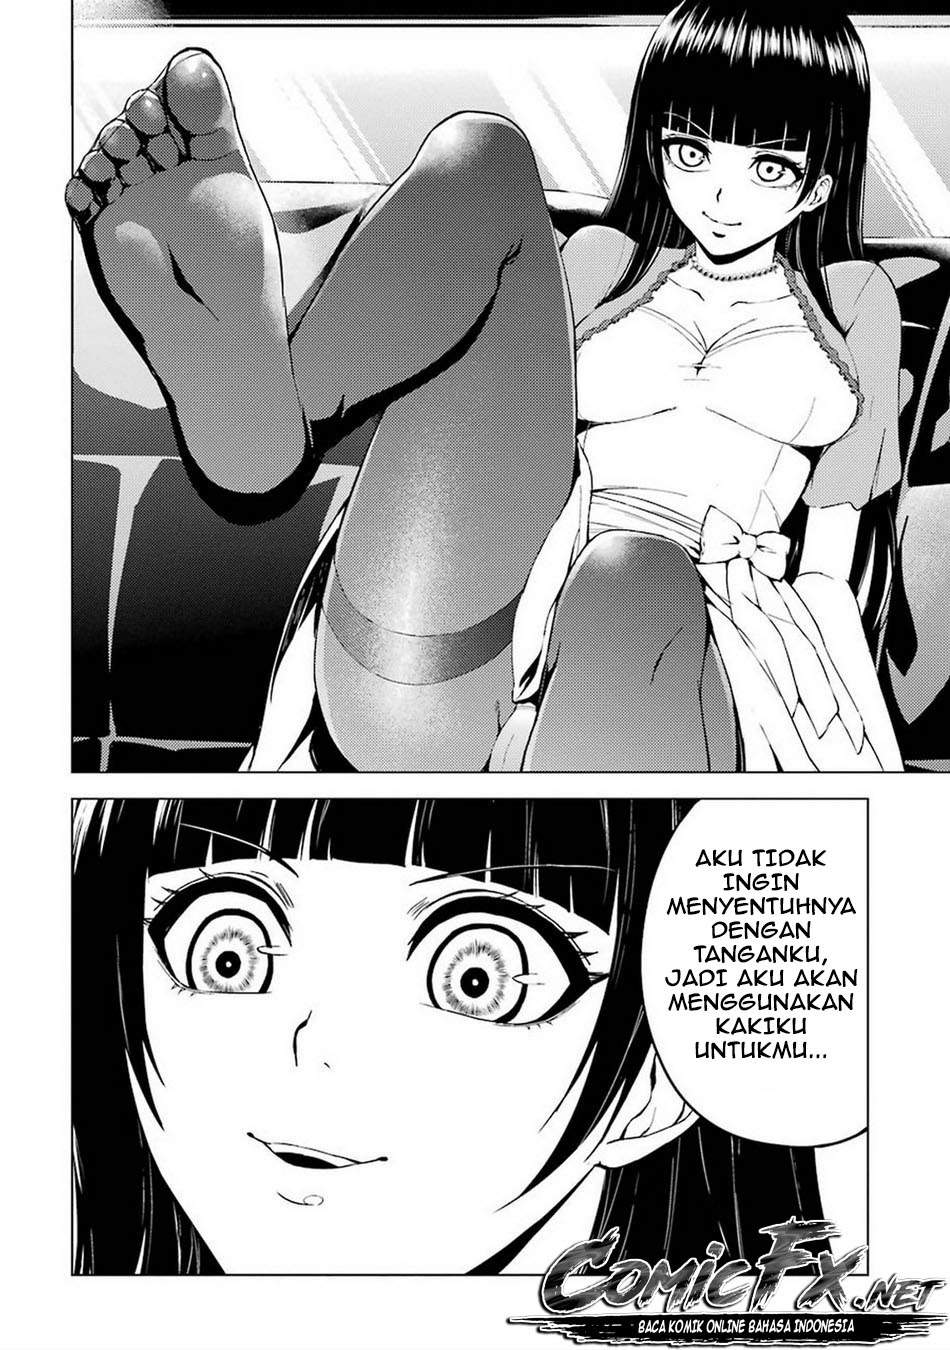 AKU TIDAK
INGIN
MENYENTUHNYA
DENGAN
TANGANKU,
JADI AKU AKAN
MENGGUNAKAN
KAKIKU
UNTUKMU...
COMICFX.NET
BACA KOMIK ONLINE BAHASA INDONESIA